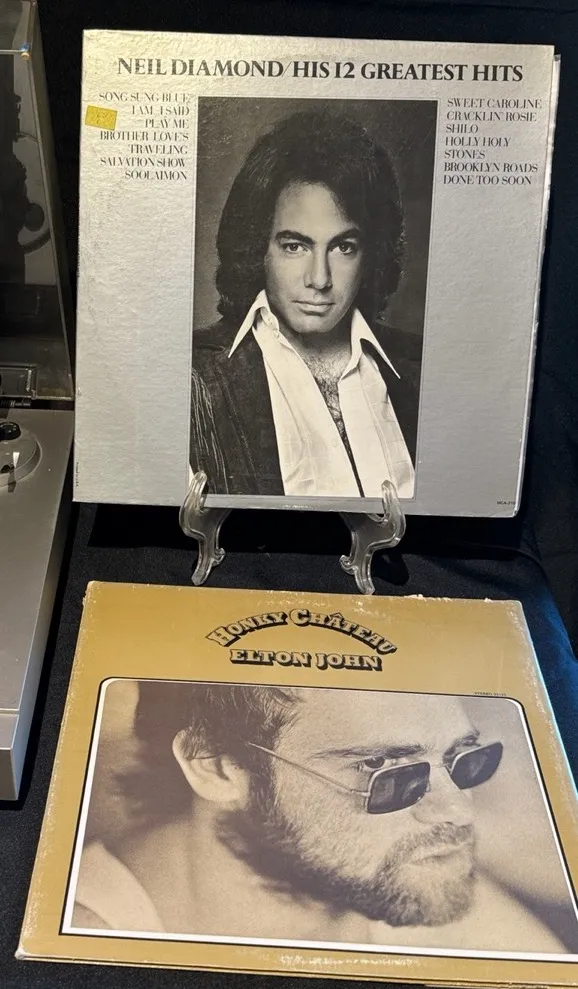 NEIL DIAMOND/HIS 12 GREATEST HITS
SONG SUNG BLUE
I AM, I SAID
PLAY ME
BROTHER LOVE'S
TRAVELING
SALVATION SHOW
SOOLAIMON
SWEET CAROLINE
CRACKLIN' ROSIE
SHILO
HOLLY HOLY
STONES
BROOKLYN ROADS
DONE TOO SOON
HONKY CHÂTEAU
ELTON JOHN